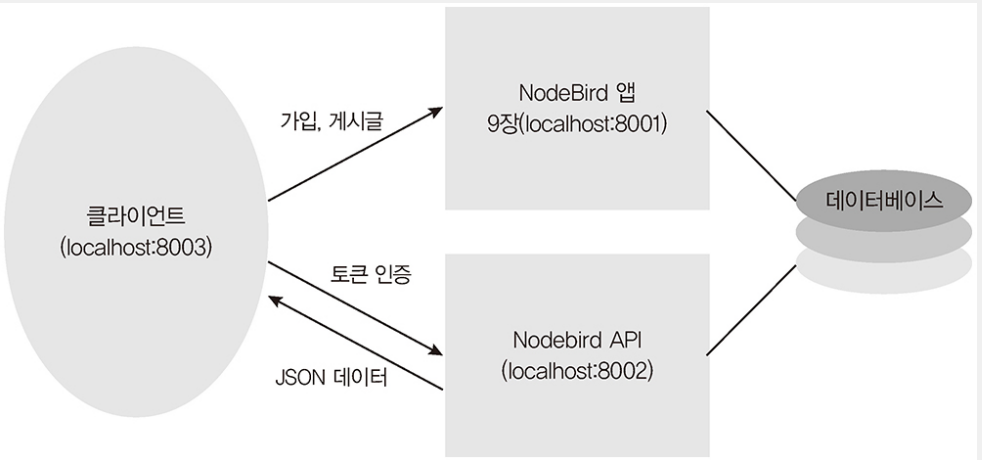 가입, 게시글
NodeBird 앱
9장(localhost:8001)
클라이언트
(localhost:8003)
데이터베이스
토큰 인증
JSON 데이터
Nodebird API
(localhost:8002)